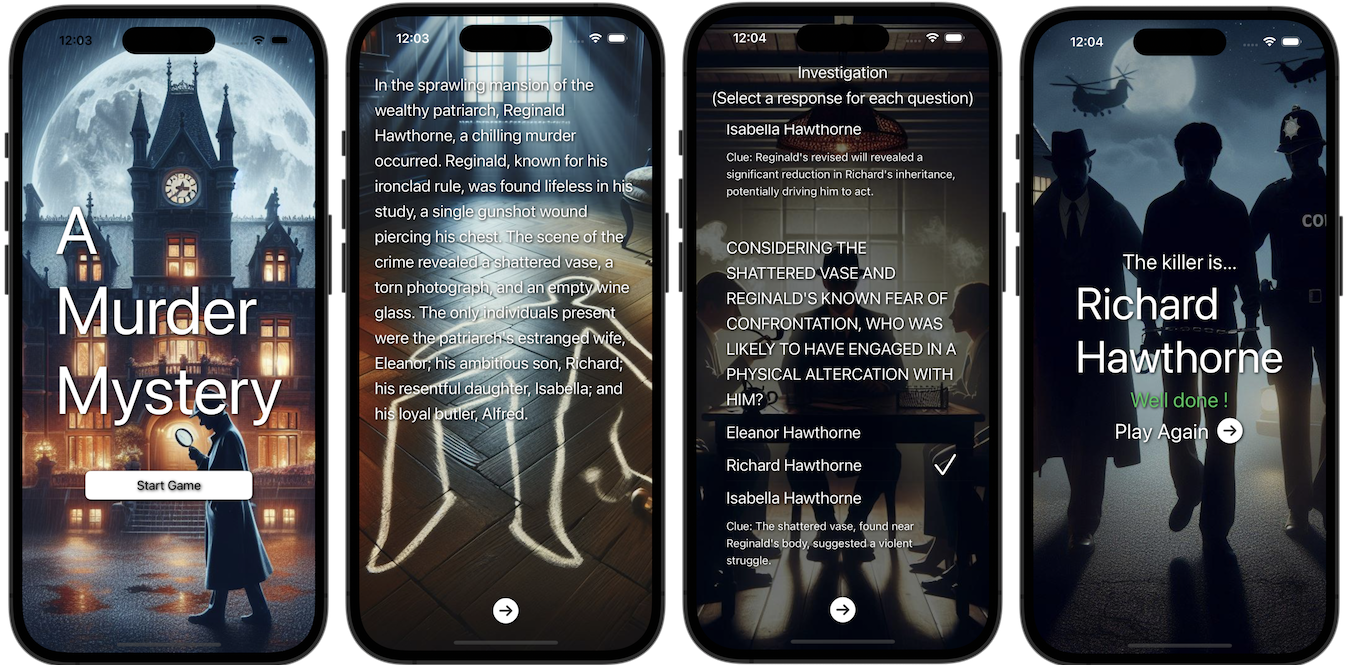 12:03
A
Murder
Mystery
Start Game
12:03
In the sprawling mansion of the
wealthy patriarch, Reginald
Hawthorne, a chilling murder
occurred. Reginald, known for his
ironclad rule, was found lifeless in his
study, a single gunshot wound
piercing his chest. The scene of the
crime revealed a shattered vase, a
torn photograph, and an empty wine
glass. The only individuals present
were the patriarch's estranged wife,
Eleanor; his ambitious son, Richard;
his resentful daughter, Isabella; and
his loyal butler, Alfred.
12:04
Investigation
(Select a response for each question)
Isabella Hawthorne
Clue: Reginald's revised will revealed a
significant reduction in Richard's inheritance,
potentially driving him to act.
CONSIDERING THE
SHATTERED VASE AND
REGINALD'S KNOWN FEAR OF
CONFRONTATION, WHO WAS
LIKELY TO HAVE ENGAGED IN A
PHYSICAL ALTERCATION WITH
HIM?
Eleanor Hawthorne
Richard Hawthorne
Isabella Hawthorne
Clue: The shattered vase, found near
Reginald's body, suggested a violent
struggle.
12:04
CO
The killer is...
Richard
Hawthorne
Well done !
Play Again